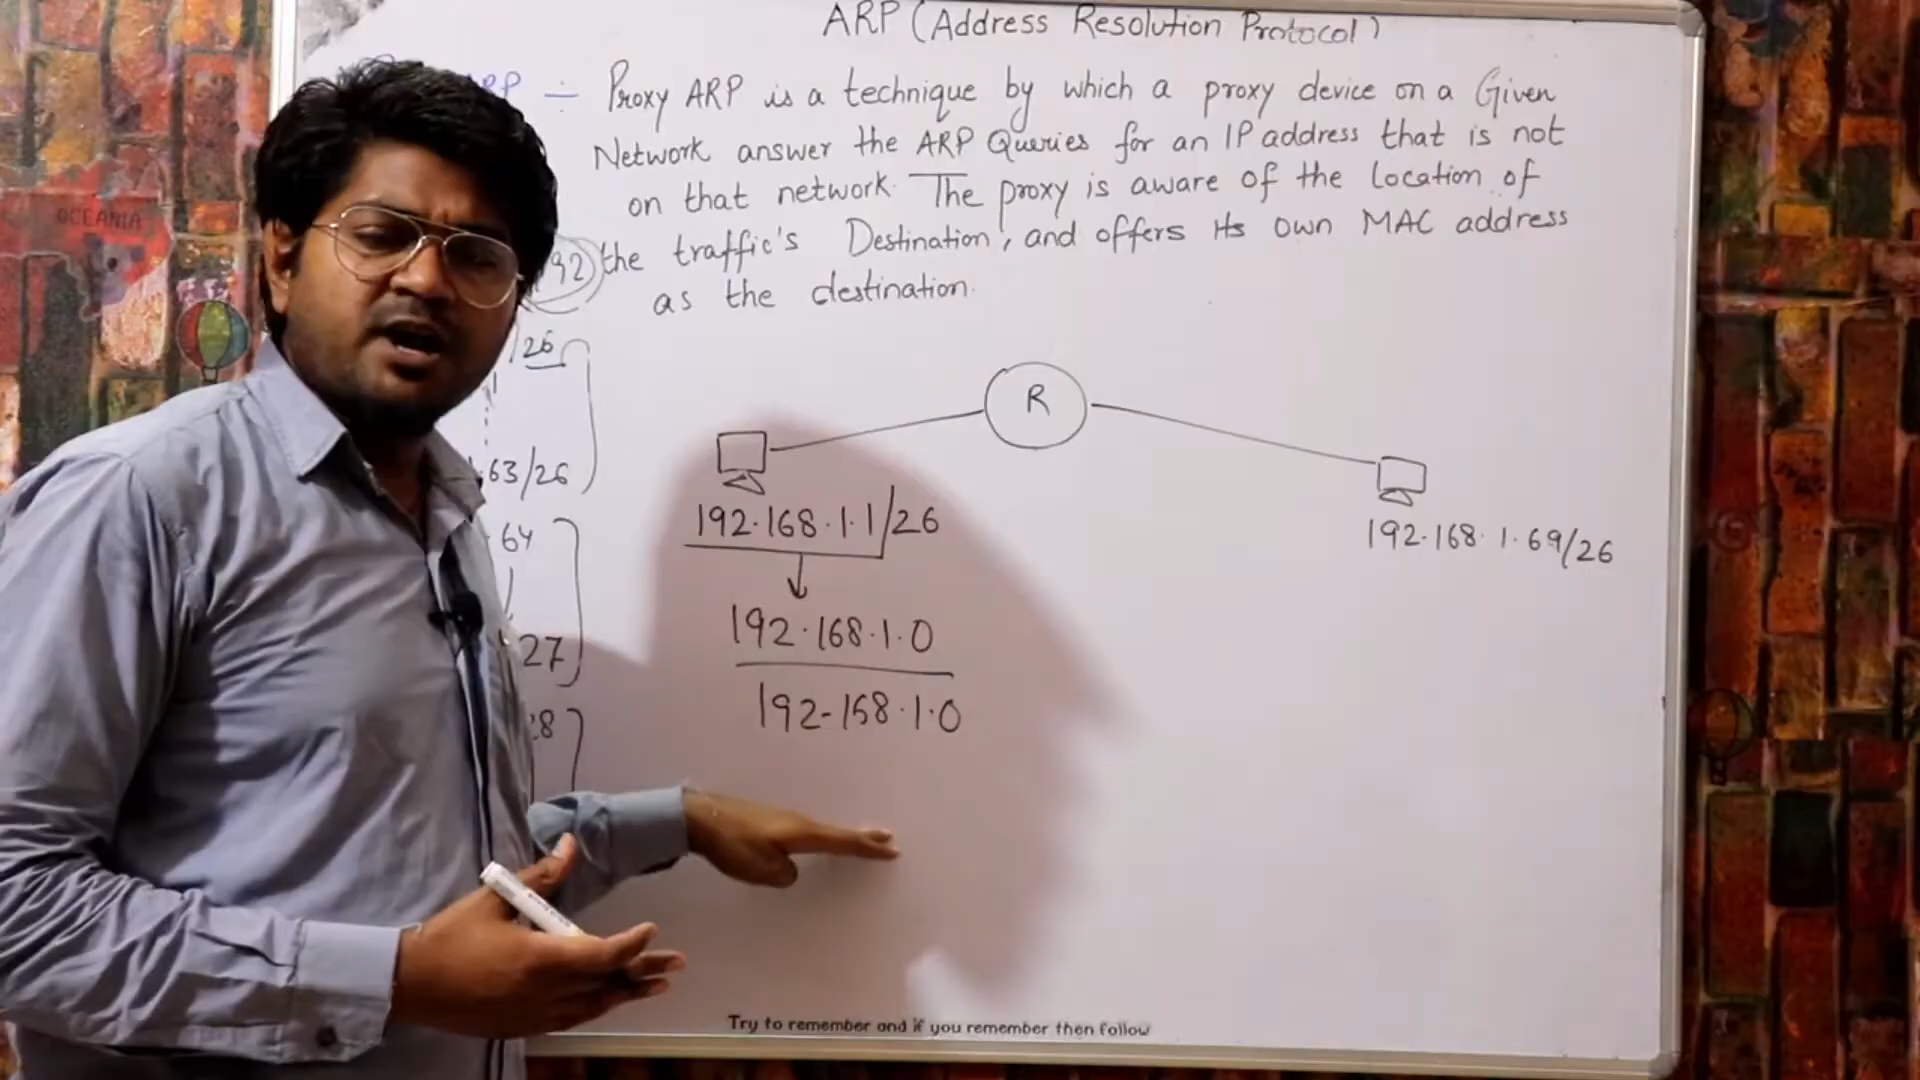 ARP (Address Resolution Protocol)
ARP ÷ Proxy ARP is a technique by which a proxy device on a Given
Network answer the ARP Queries for an IP address that is not
on that network. The proxy is aware of the location of
the traffic's Destination, and offers its own MAC address
as the destination.
OCEANIA
92
/26
63/26
64
27
28
R
192.168.1.1/26
192.168.1.0
192-168.1.0
192.168.1.69/26
Try to remember and if you remember then follow